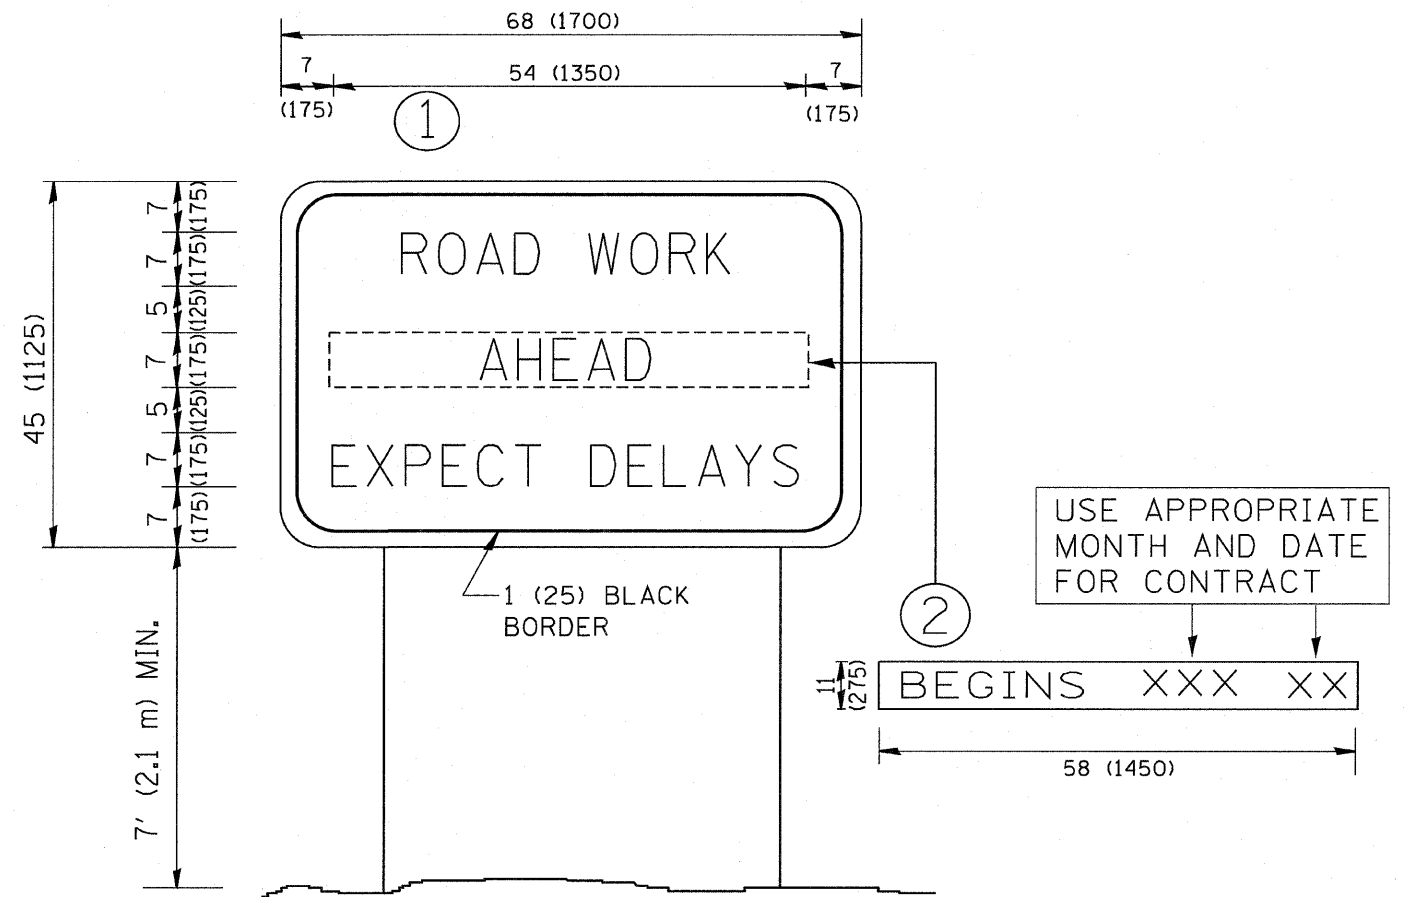 68 (1700)
7
54 (1350)
7
(175)
(175)
1
45 (1125)
7 (175)
7 (175)
5 (125)
7 (175)
5 (125)
7 (175)
7 (175)
7' (2.1 m) MIN.
ROAD WORK
AHEAD
EXPECT DELAYS
1 (25) BLACK
BORDER
USE APPROPRIATE
MONTH AND DATE
FOR CONTRACT
2
11
(275)
BEGINS XXX XX
58 (1450)